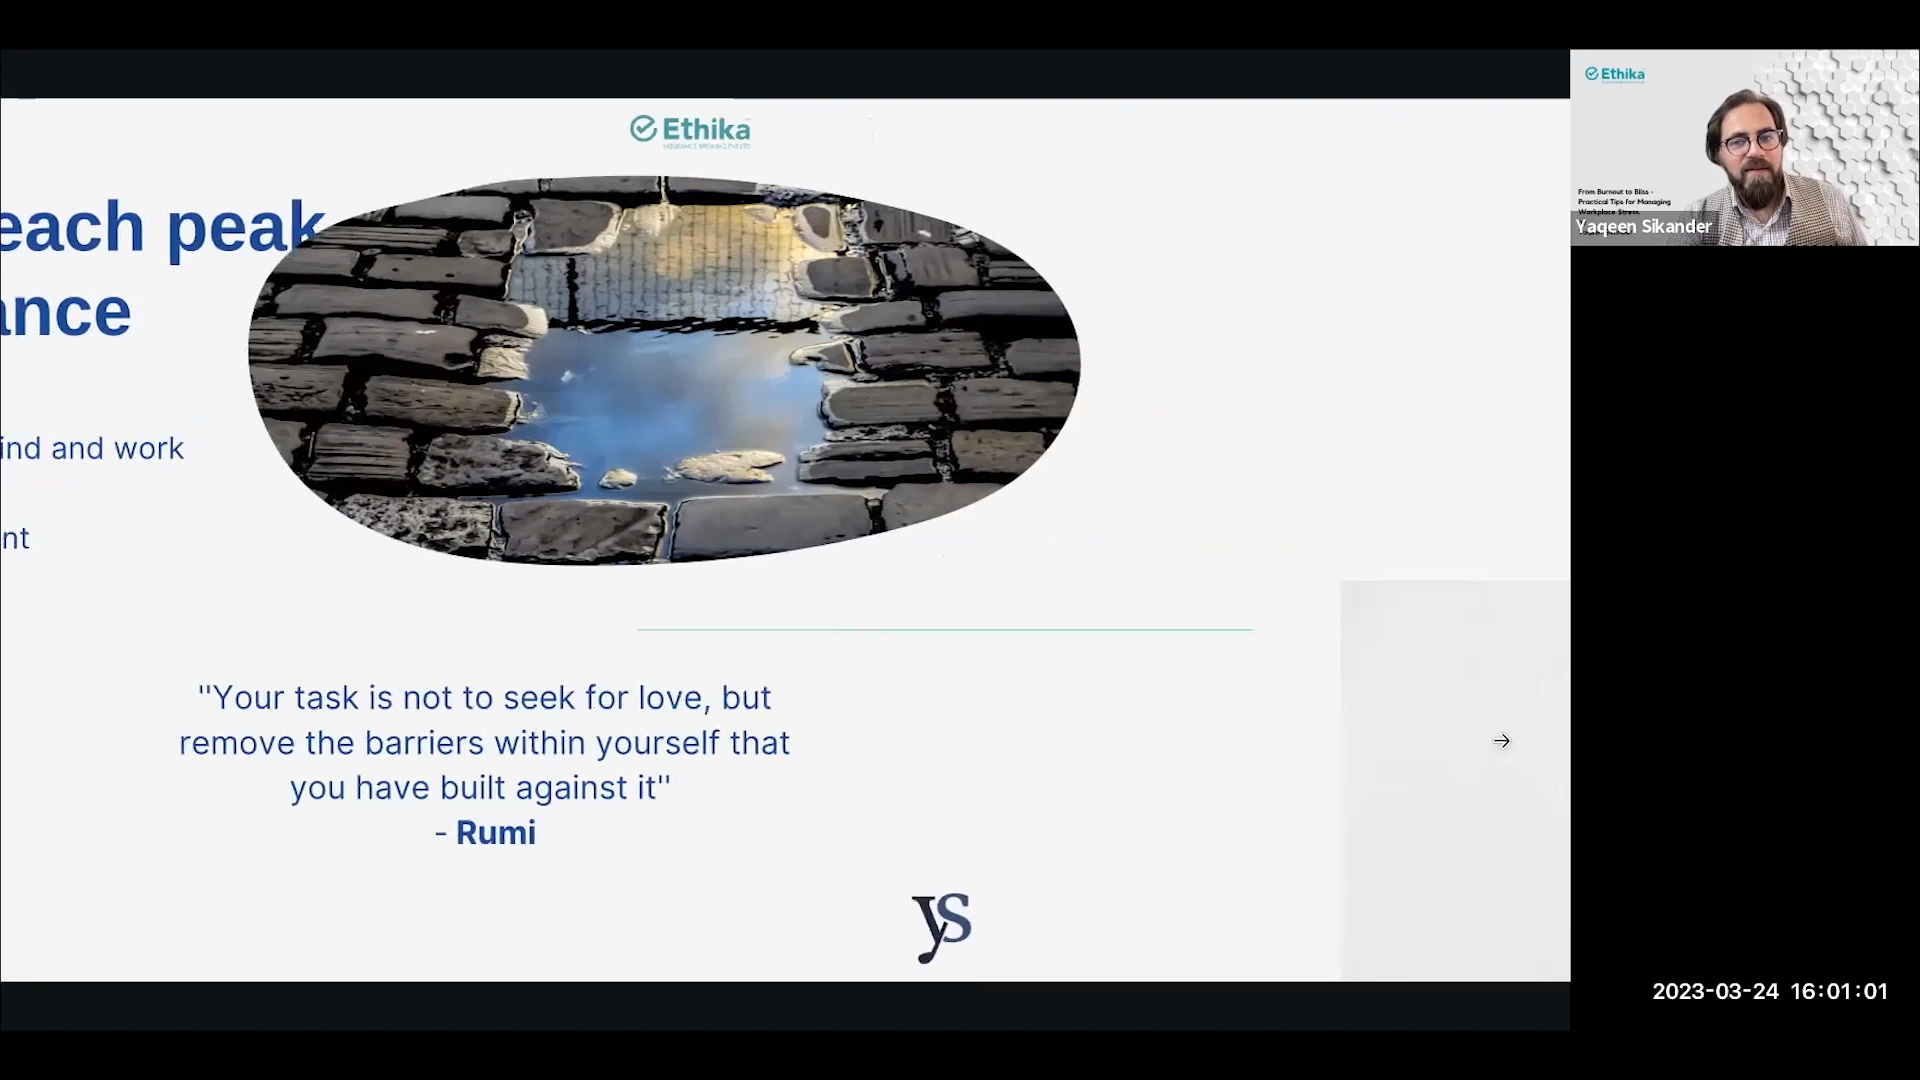 Ethika
INSURANCE BROKING PVT LTD
each peak
ance
ind and work
nt
"Your task is not to seek for love, but
remove the barriers within yourself that
you have built against it"
- Rumi
ys
Ethika
From Burnout to Bliss -
Practical Tips for Managing
Workplace Stress.
Yaqeen Sikander
2023-03-24 16:01:01